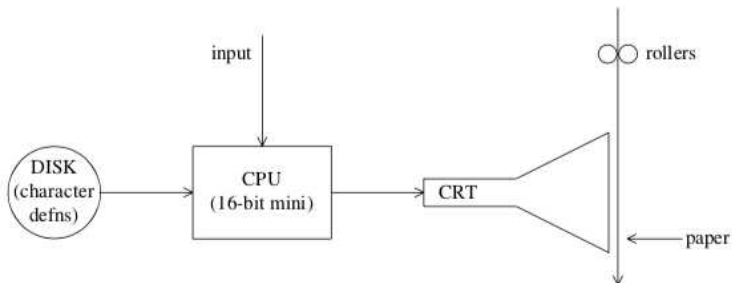 input
rollers
DISK
(character
defns)
CPU
(16-bit mini)
CRT
paper